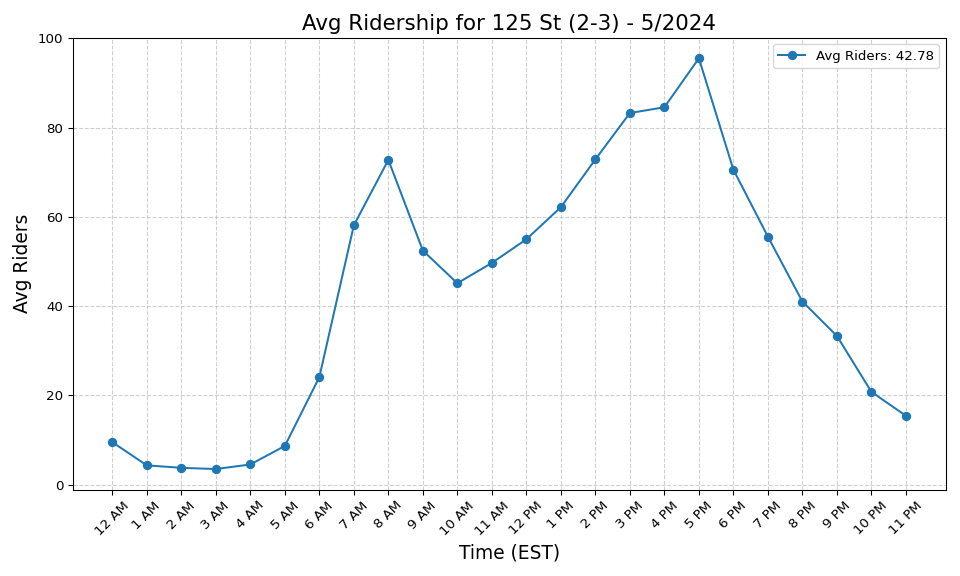 Avg Ridership for 125 St (2-3) - 5/2024
Avg Riders: 42.78
Avg Riders
100
80
60
40
20
0
12 AM
1 AM
2 AM
3 AM
4 AM
5 AM
6 AM
7 AM
8 AM
9 AM
10 AM
11 AM
12 PM
1 PM
2 PM
3 PM
4 PM
5 PM
6 PM
7 PM
8 PM
9 PM
10 PM
11 PM
Time (EST)